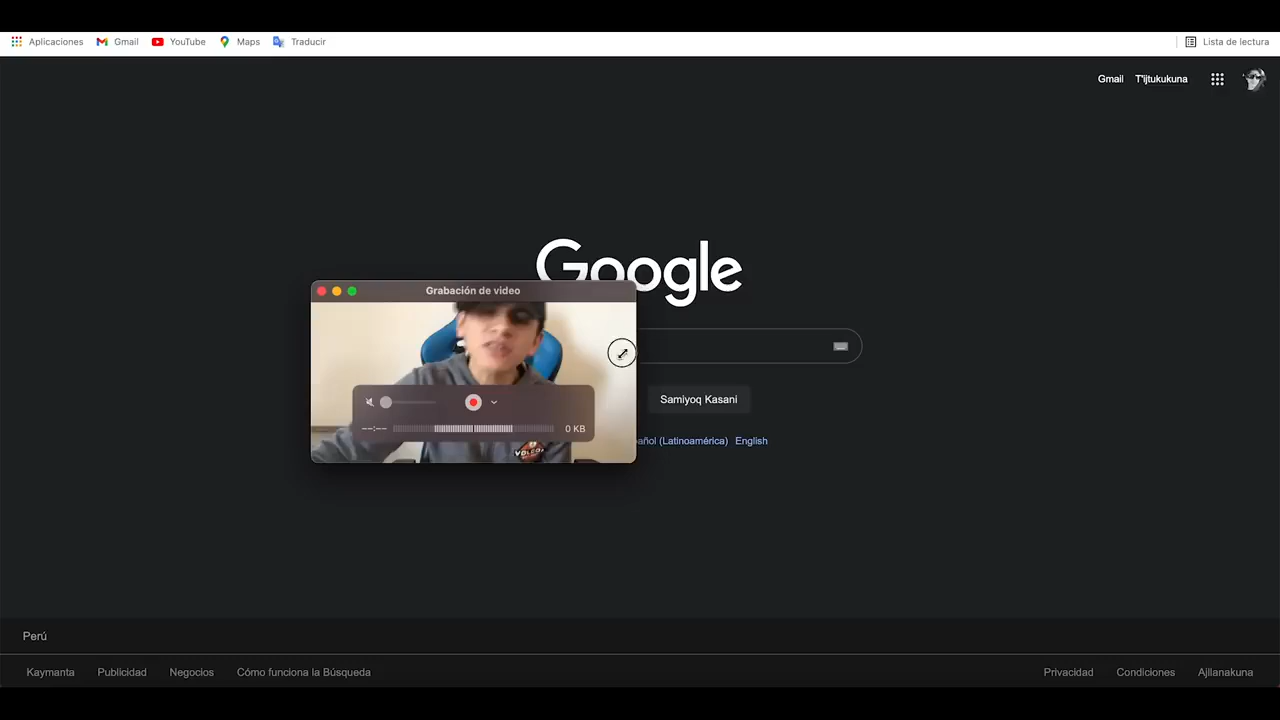 Aplicaciones Gmail YouTube Maps Traducir Lista de lectura
Gmail T'ijtukukuna
Google
Grabación de video
Samiyoq Kasani
--:-- 0 KB
añol (Latinoamérica) English
VOLCOM
Perú
Kaymanta Publicidad Negocios Cómo funciona la Búsqueda Privacidad Condiciones Ajllanakuna